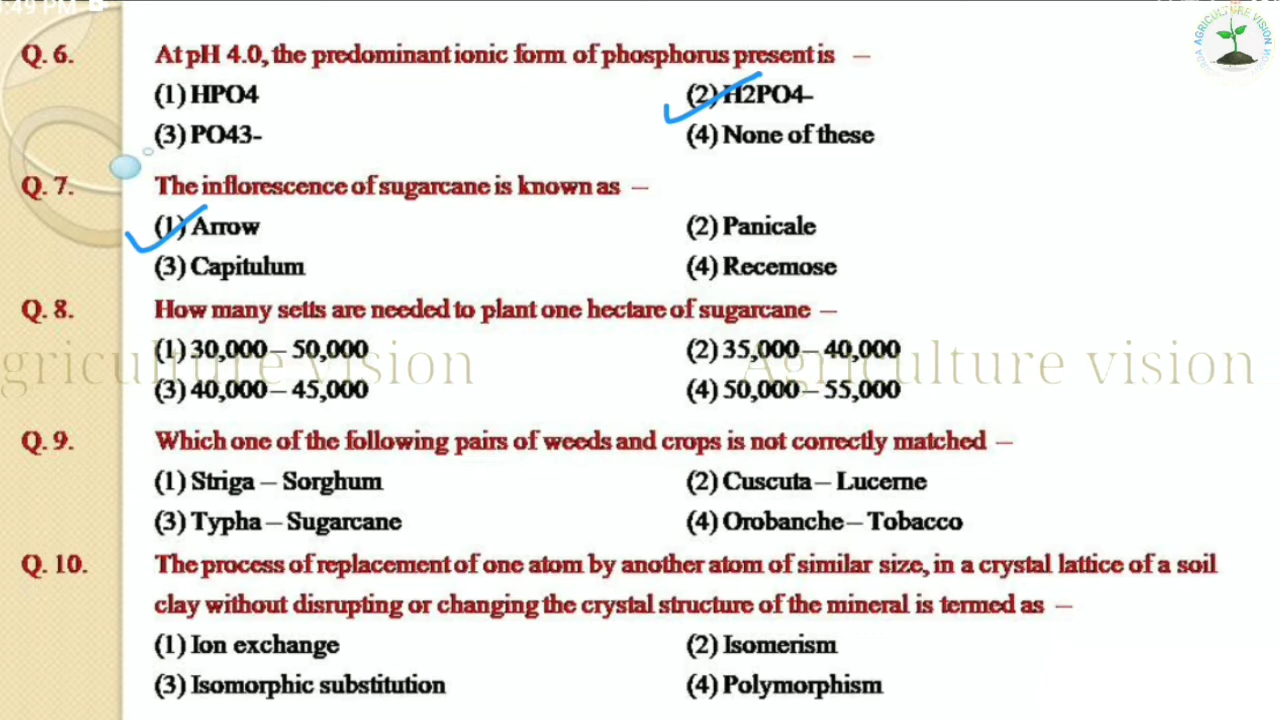 :49 PM
AGRICULTURE VISION
Q. 6. At pH 4.0, the predominant ionic form of phosphorus present is –
(1) HPO4 (2) H2PO4-
(3) PO43- (4) None of these
Q. 7. The inflorescence of sugarcane is known as –
(1) Arrow (2) Panicale
(3) Capitulum (4) Recemose
Q. 8. How many setts are needed to plant one hectare of sugarcane –
(1) 30,000 – 50,000 (2) 35,000 – 40,000
griculture vision Agriculture vision
(3) 40,000 – 45,000 (4) 50,000 – 55,000
Q. 9. Which one of the following pairs of weeds and crops is not correctly matched –
(1) Striga – Sorghum (2) Cuscuta – Lucerne
(3) Typha – Sugarcane (4) Orobanche – Tobacco
Q. 10. The process of replacement of one atom by another atom of similar size, in a crystal lattice of a soil
clay without disrupting or changing the crystal structure of the mineral is termed as –
(1) Ion exchange (2) Isomerism
(3) Isomorphic substitution (4) Polymorphism